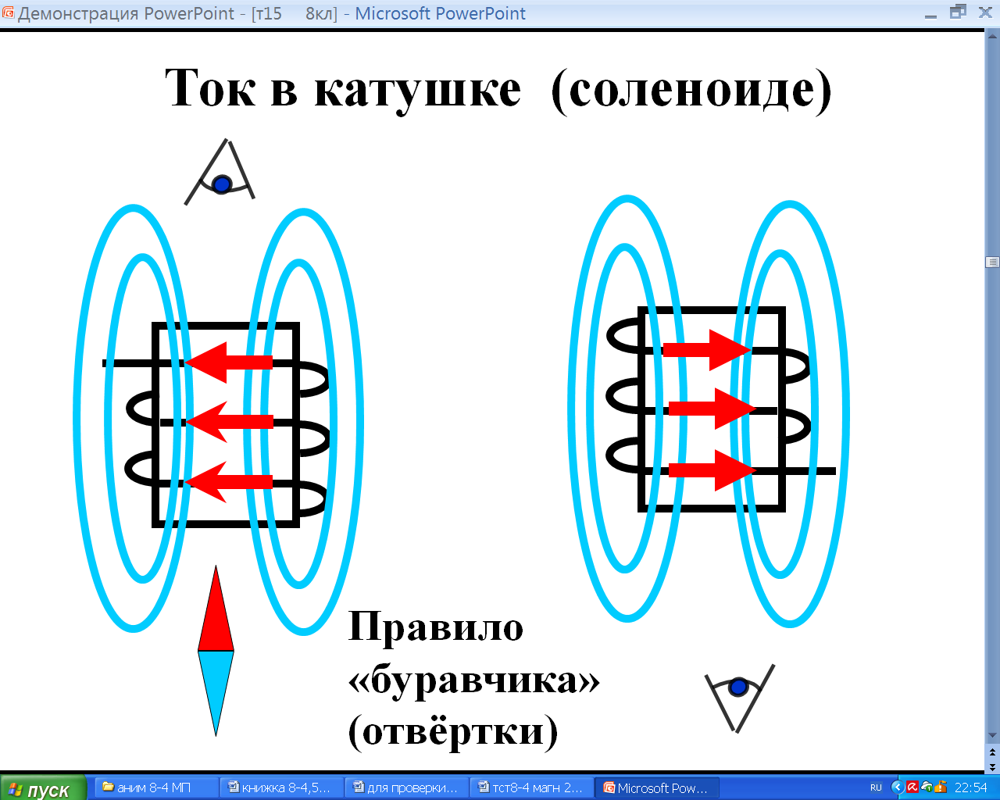 Демонстрация PowerPoint - [т15 8кл] - Microsoft PowerPoint
Ток в катушке (соленоиде)
Правило
«буравчика»
(отвёртки)
пуск
аним 8-4 МП
книжка 8-4,5...
для проверки...
тст8-4 магн 2...
Microsoft Pow...
RU
22:54